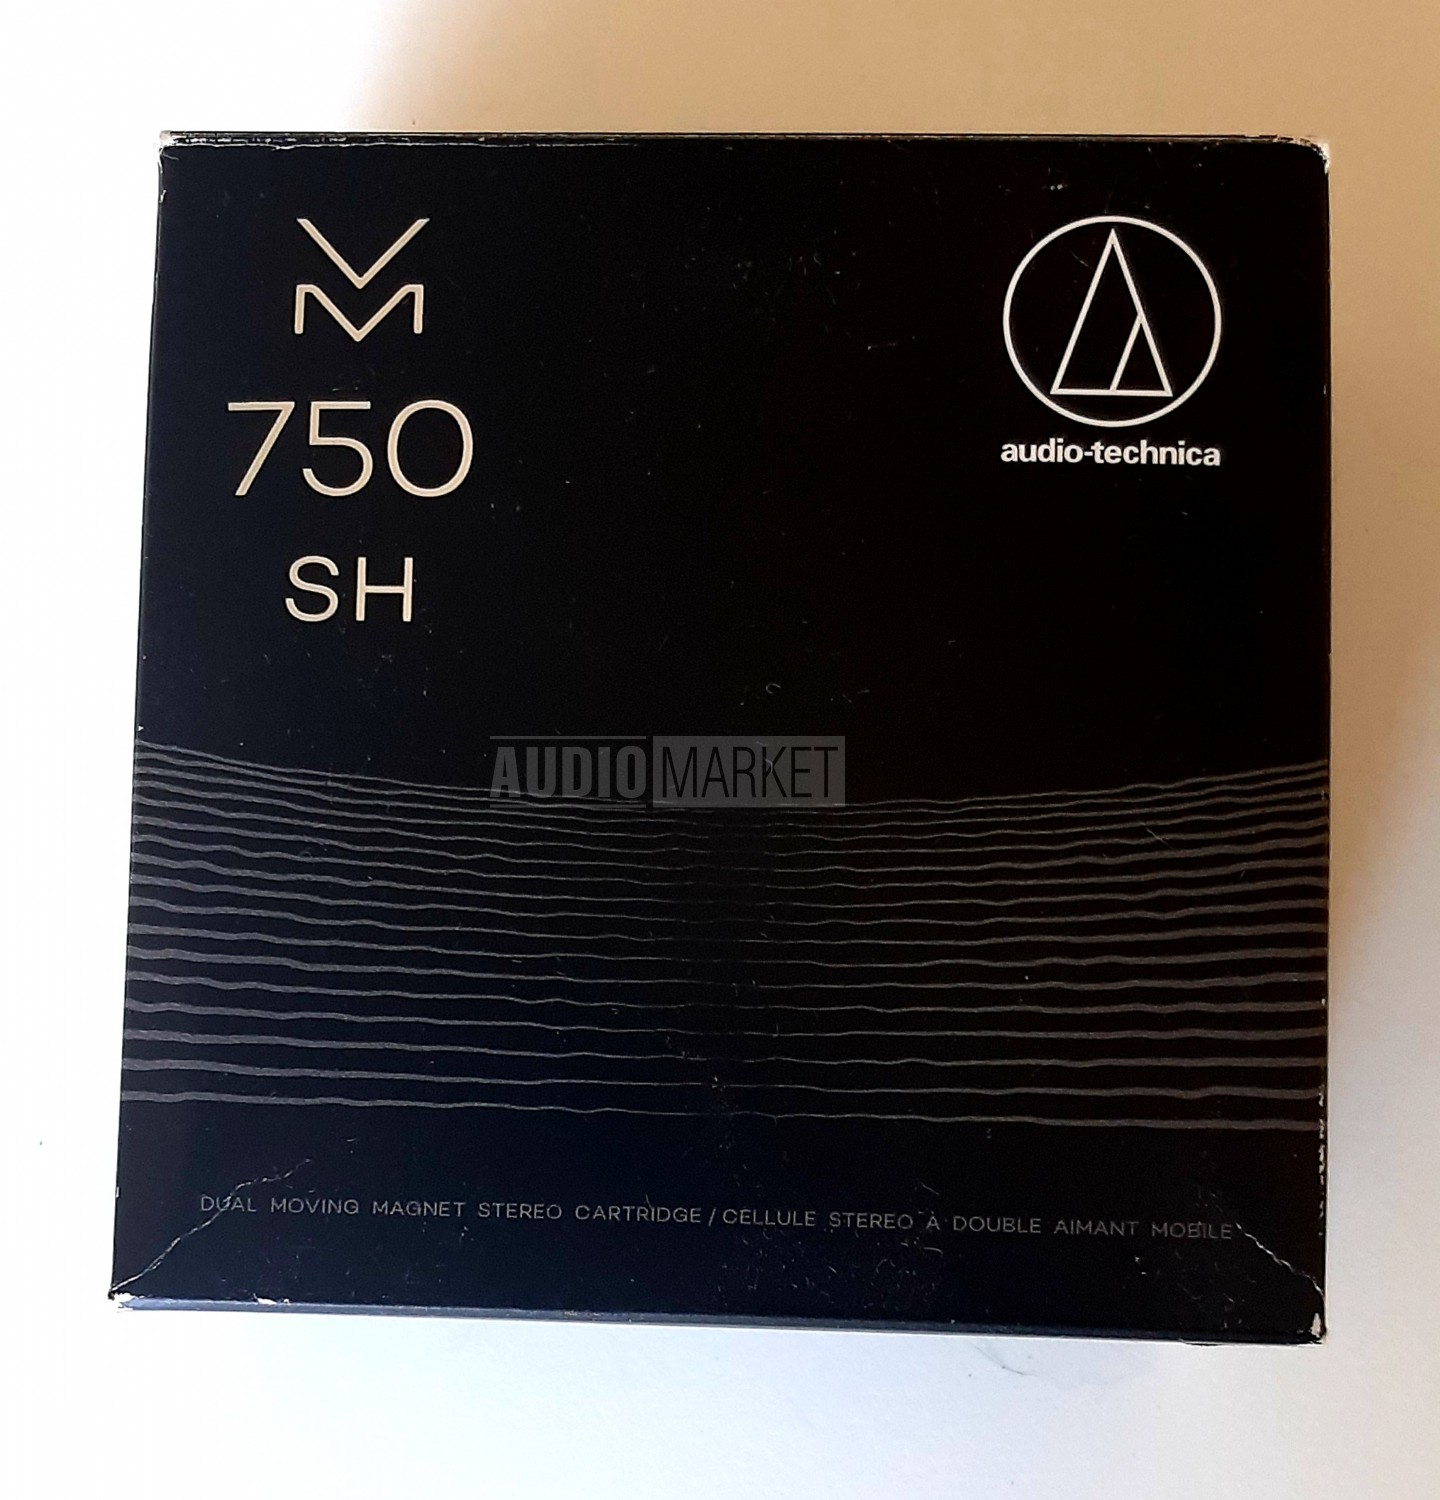 VM
750
SH
audio-technica
AUDIOMARKET
DUAL MOVING MAGNET STEREO CARTRIDGE / CELLULE STEREO À DOUBLE AIMANT MOBILE